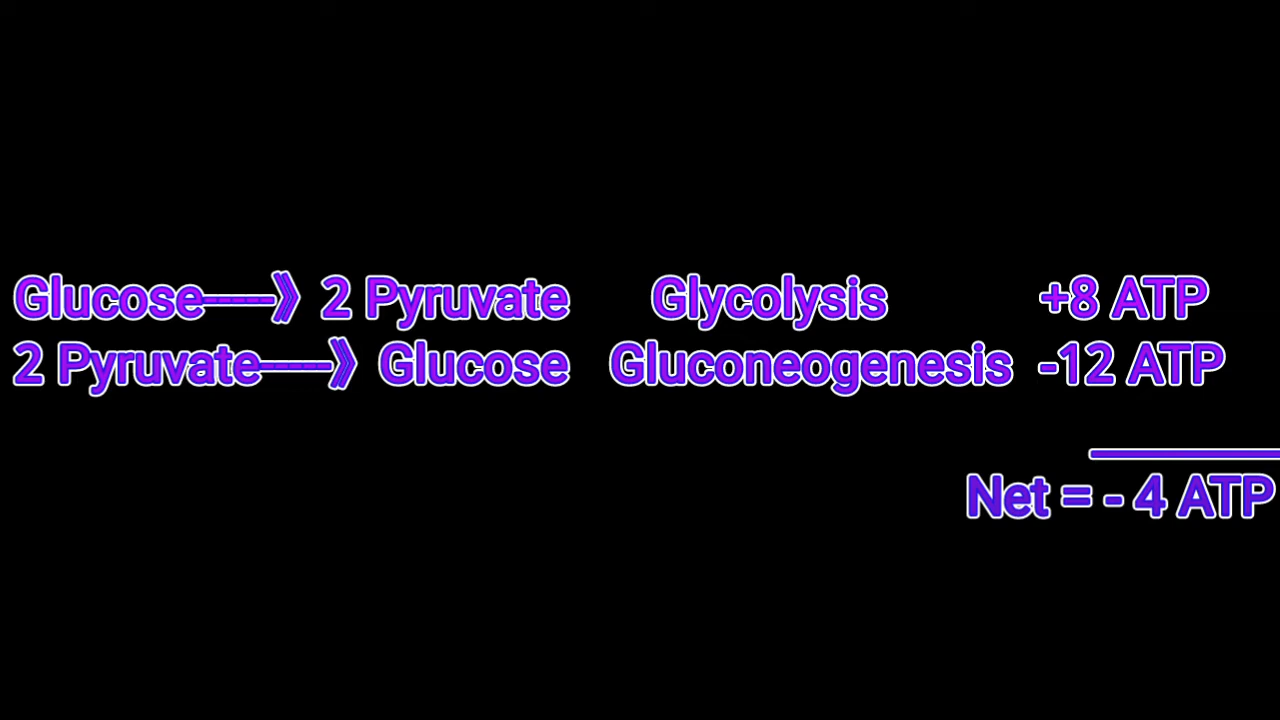 Glucose----》2 Pyruvate Glycolysis +8 ATP
2 Pyruvate----》Glucose Gluconeogenesis -12 ATP
Net = - 4 ATP